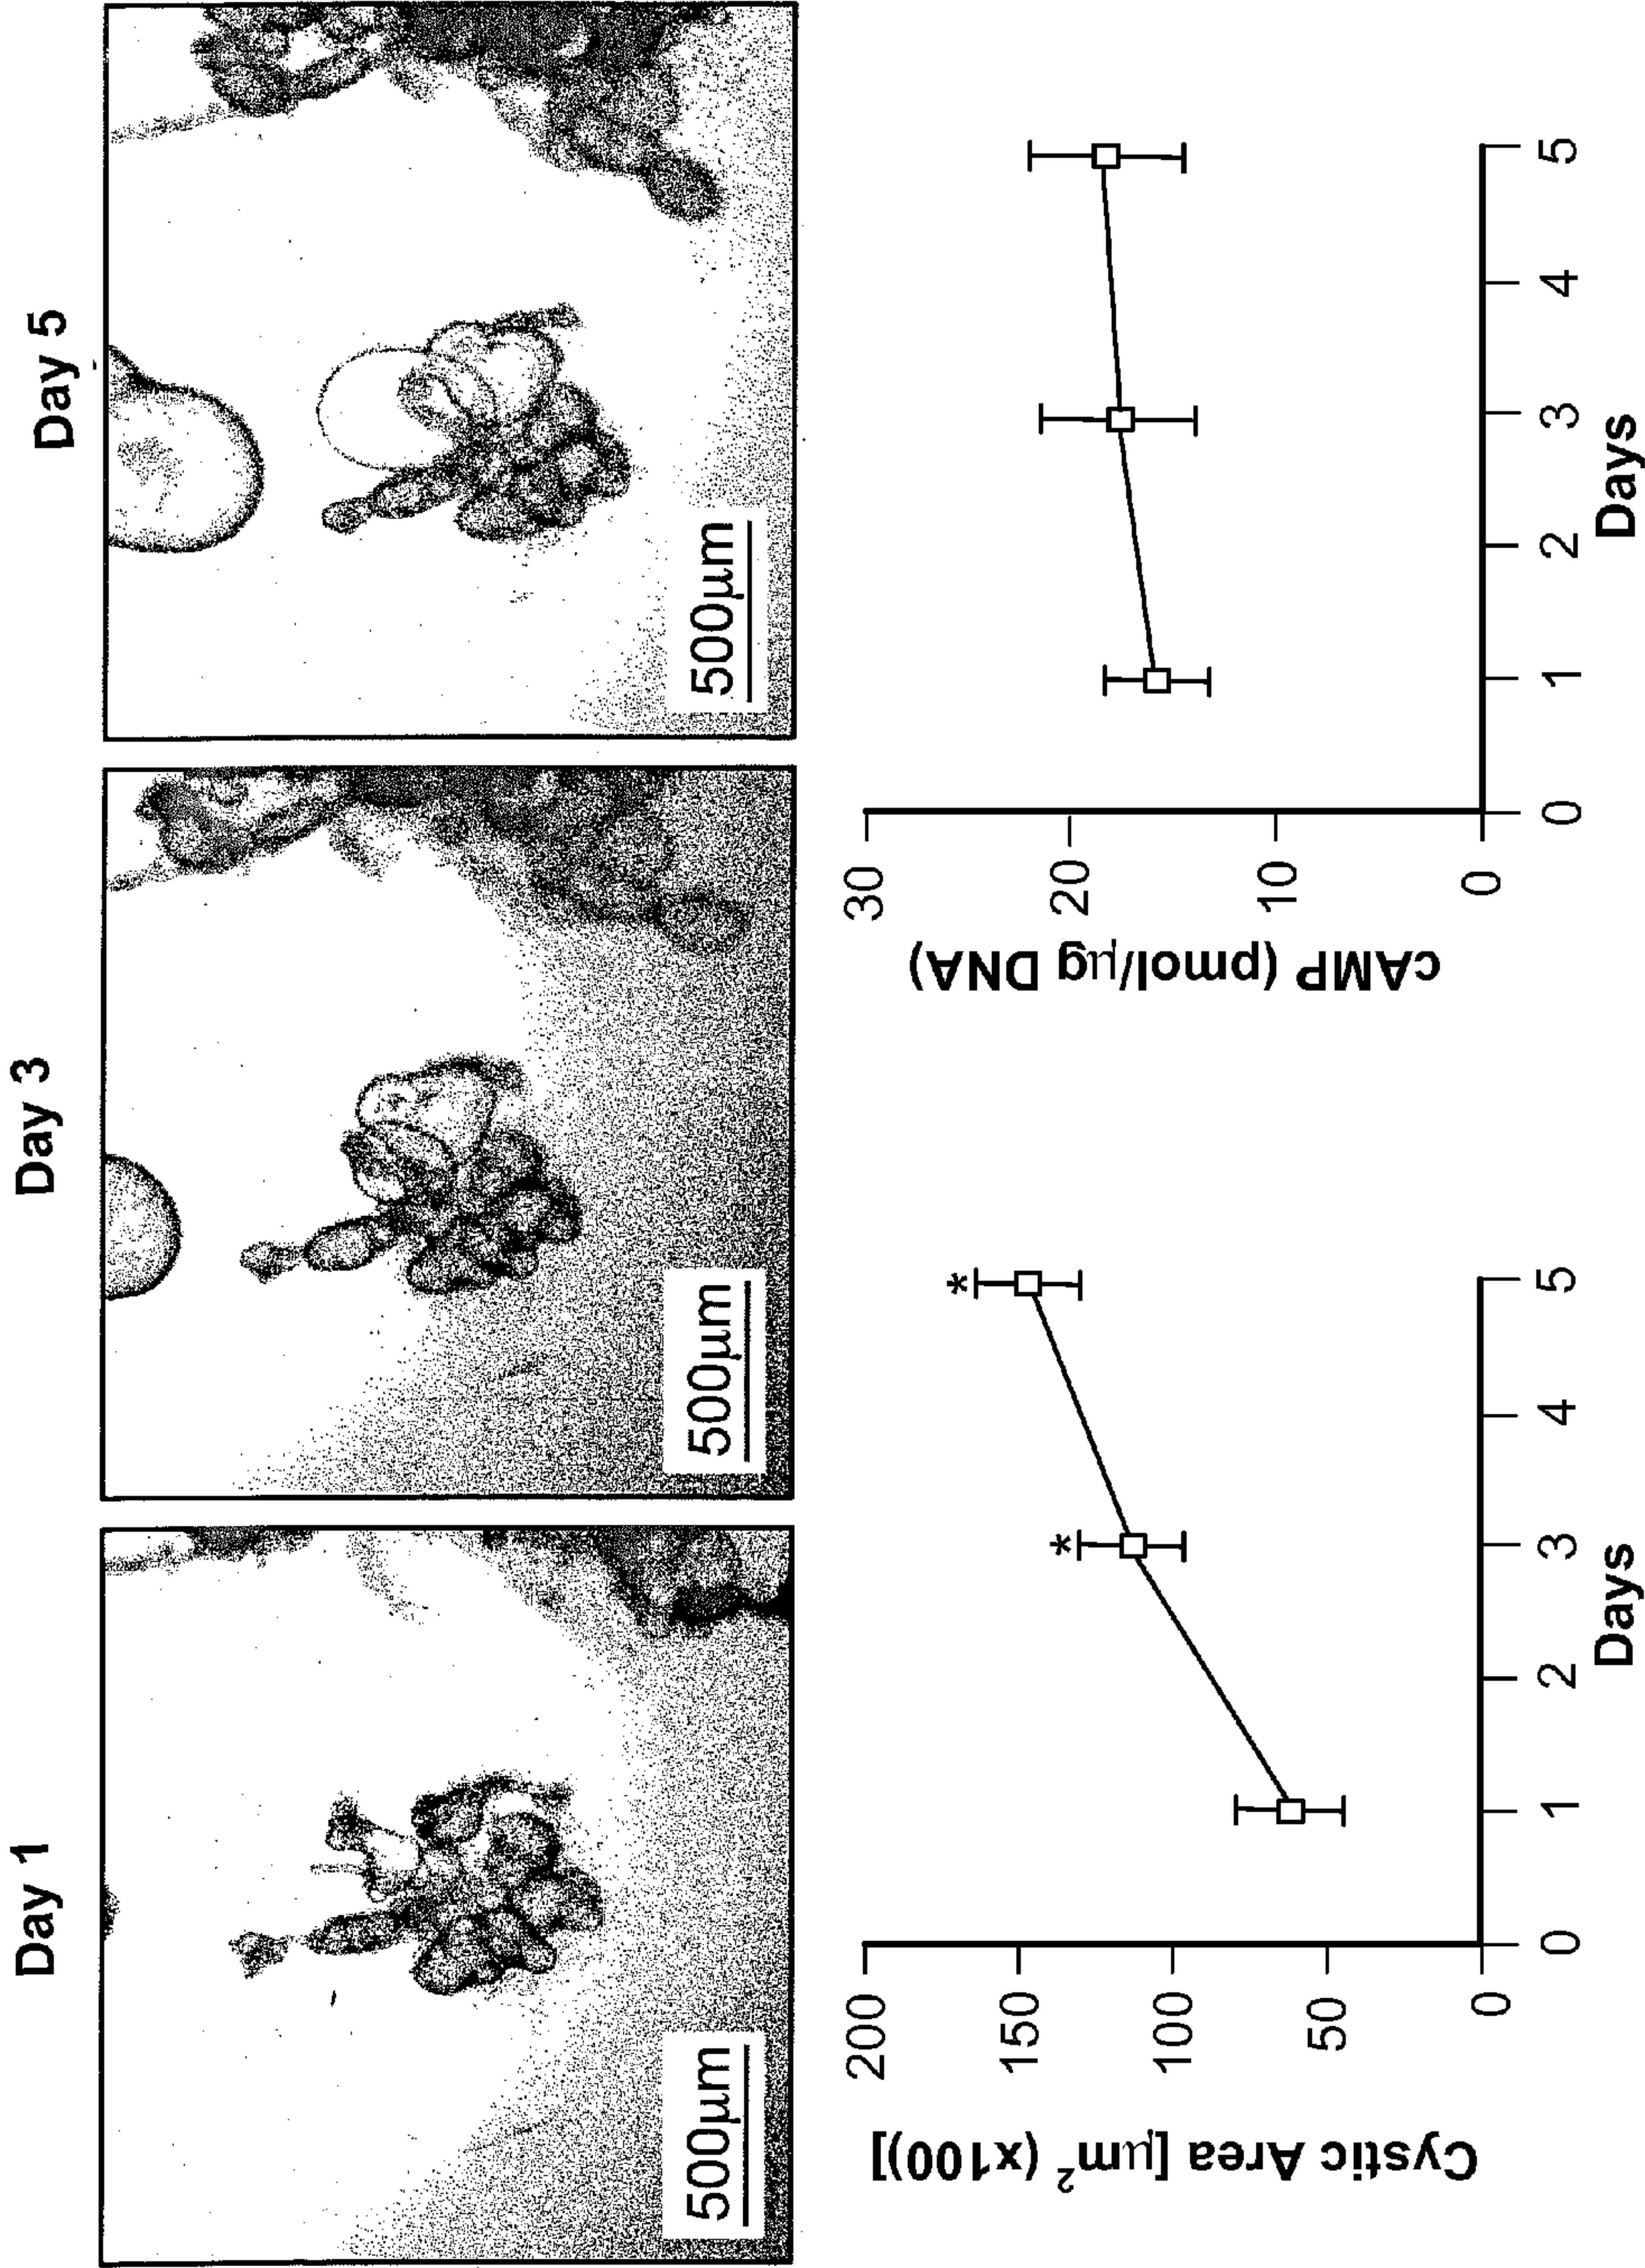 Day 1
Day 3
Day 5
500μm
500μm
500μm
Cystic Area [μm² (x100)]
200
150
100
50
0
*
*
0
1
2
3
4
5
Days
cAMP (pmol/μg DNA)
30
20
10
0
0
1
2
3
4
5
Days